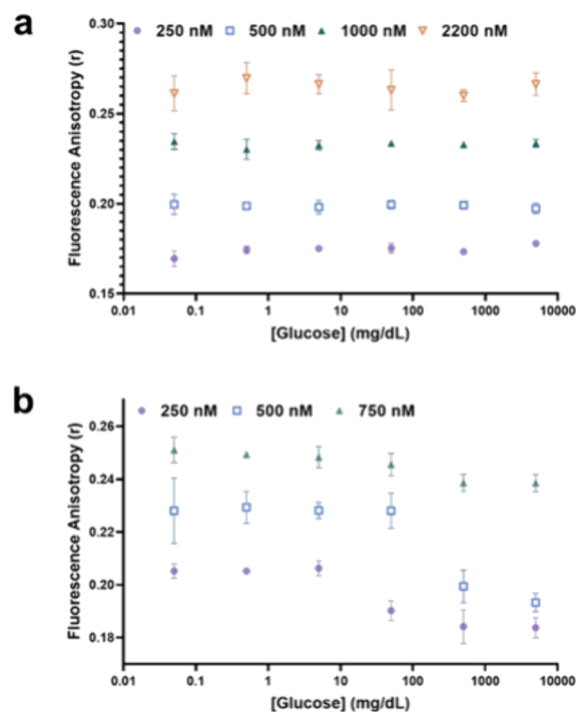 a
250 nM 500 nM 1000 nM 2200 nM
Fluorescence Anisotropy (r)
0.30
0.25
0.20
0.15
0.01 0.1 1 10 100 1000 10000
[Glucose] (mg/dL)
b
250 nM 500 nM 750 nM
Fluorescence Anisotropy (r)
0.26
0.24
0.22
0.20
0.18
0.01 0.1 1 10 100 1000 10000
[Glucose] (mg/dL)